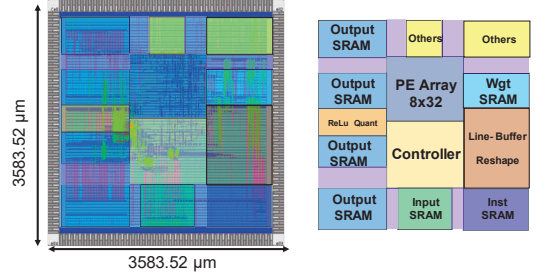 3583.52 μm
3583.52 μm
Output
SRAM
Others
Others
Output
SRAM
PE Array
8x32
Wgt
SRAM
ReLu Quant
Output
SRAM
Controller
Line-Buffer
Reshape
Output
SRAM
Input
SRAM
Inst
SRAM